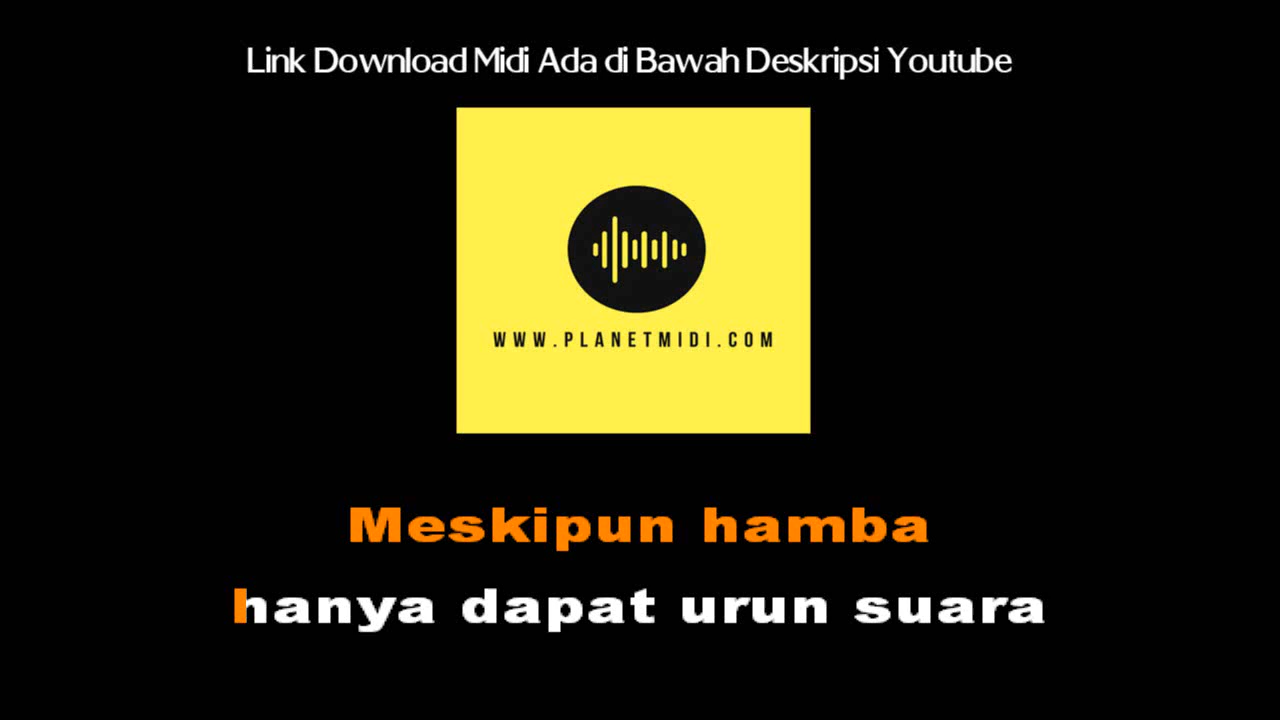 Link Download Midi Ada di Bawah Deskripsi Youtube
WWW.PLANETMIDI.COM
Meskipun hamba
hanya dapat urun suara